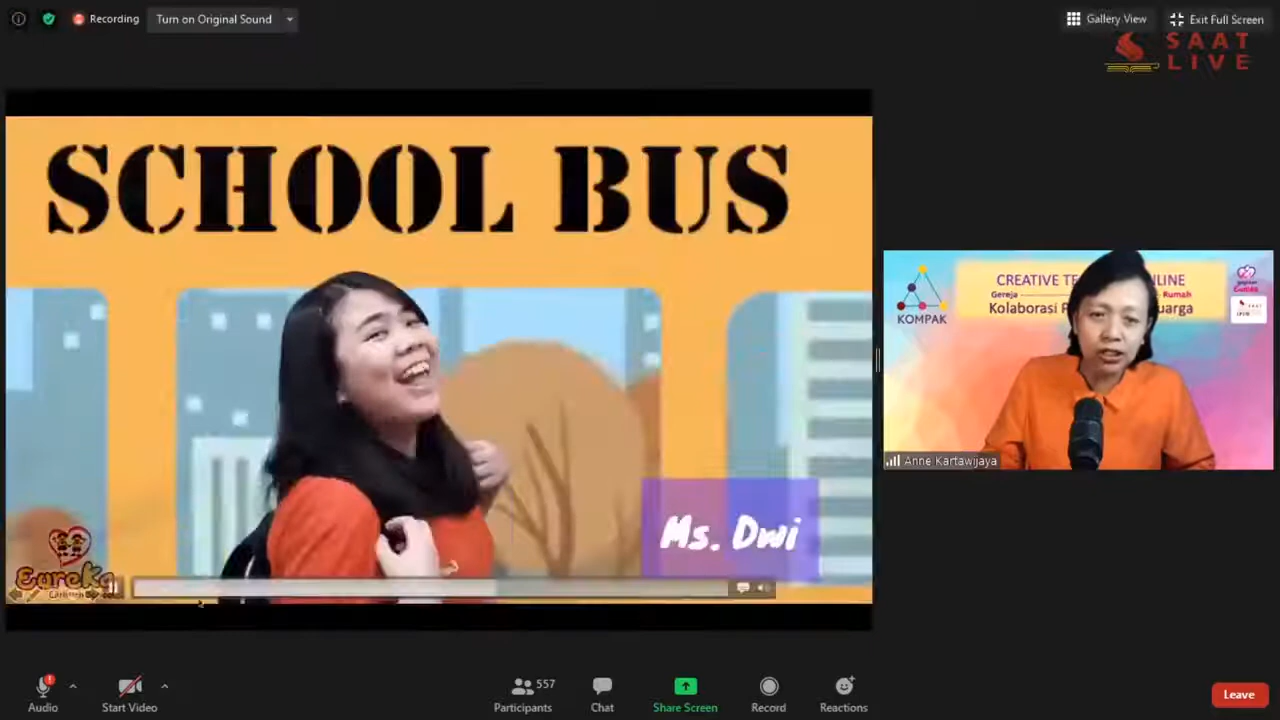 Recording
Turn on Original Sound
Gallery View
Exit Full Screen
SAAT
LIVE
SCHOOL BUS
Ms. Dwi
Eureka
KOMPAK
CREATIVE TE
LINE
Gereja
Rumah
Kolaborasi
uarga
Anne Kartawijaya
Audio
Start Video
Participants
557
Chat
Share Screen
Record
Reactions
Leave